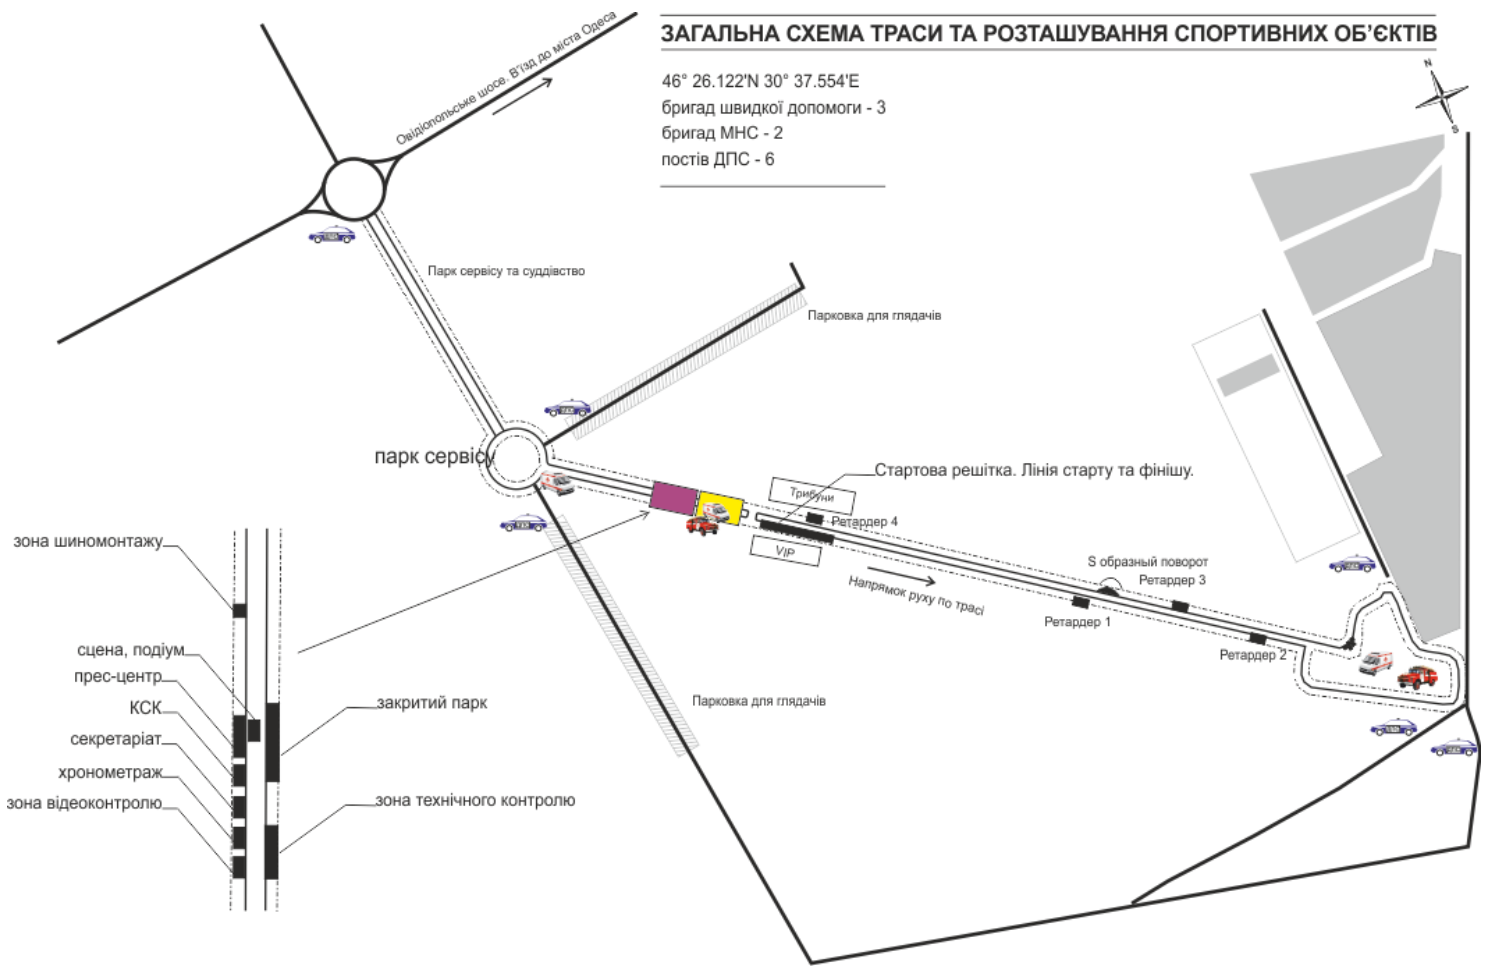 ЗАГАЛЬНА СХЕМА ТРАСИ ТА РОЗТАШУВАННЯ СПОРТИВНИХ ОБ'ЄКТІВ
46° 26.122'N 30° 37.554'E
бригад швидкої допомоги - 3
бригад МНС - 2
постів ДПС - 6
N
S
Овідіопольське шосе. В'їзд до міста Одеса
Парк сервісу та суддівство
Парковка для глядачів
парк сервісу
Стартова решітка. Лінія старту та фінішу.
Трибуни
Ретардер 4
VIP
S образный поворот
Ретардер 3
Напрямок руху по трасі
Ретардер 1
Ретардер 2
Парковка для глядачів
зона шиномонтажу
сцена, подіум
прес-центр
КСК
секретаріат
хронометраж
зона відеоконтролю
закритий парк
зона технічного контролю